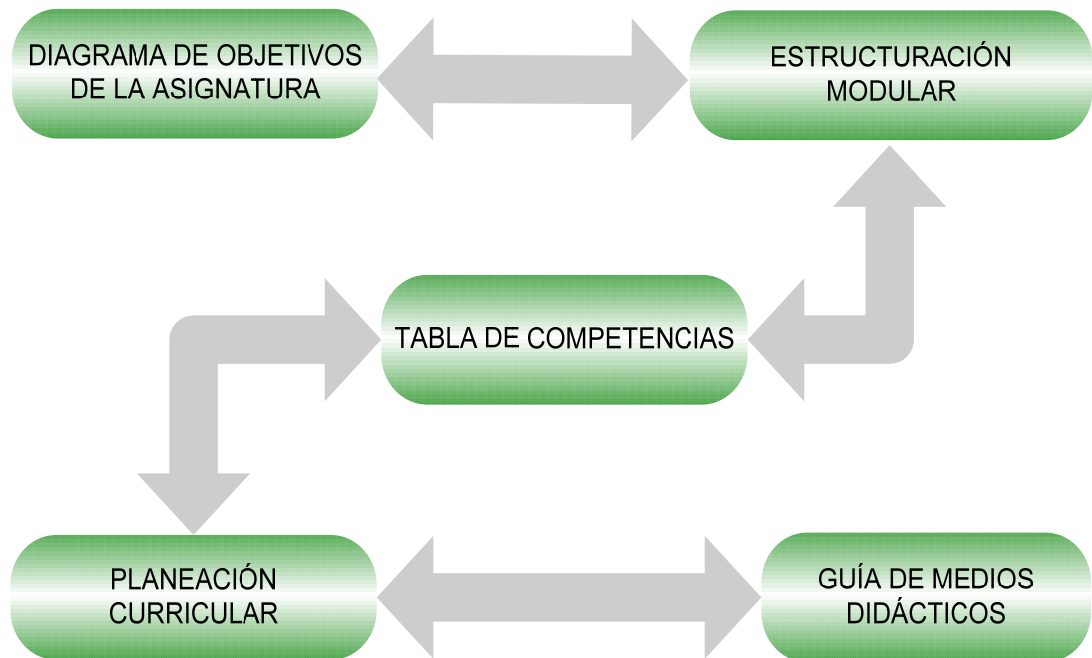 DIAGRAMA DE OBJETIVOS
DE LA ASIGNATURA
ESTRUCTURACIÓN
MODULAR
TABLA DE COMPETENCIAS
PLANEACIÓN
CURRICULAR
GUÍA DE MEDIOS
DIDÁCTICOS